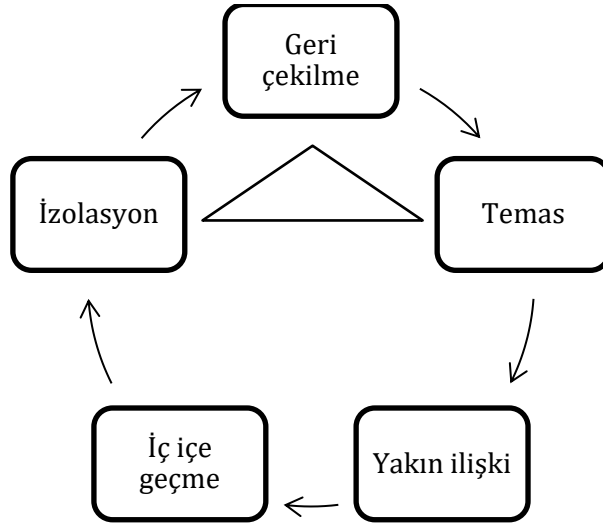 Geri
çekilme
İzolasyon
Temas
İç içe
geçme
Yakın ilişki